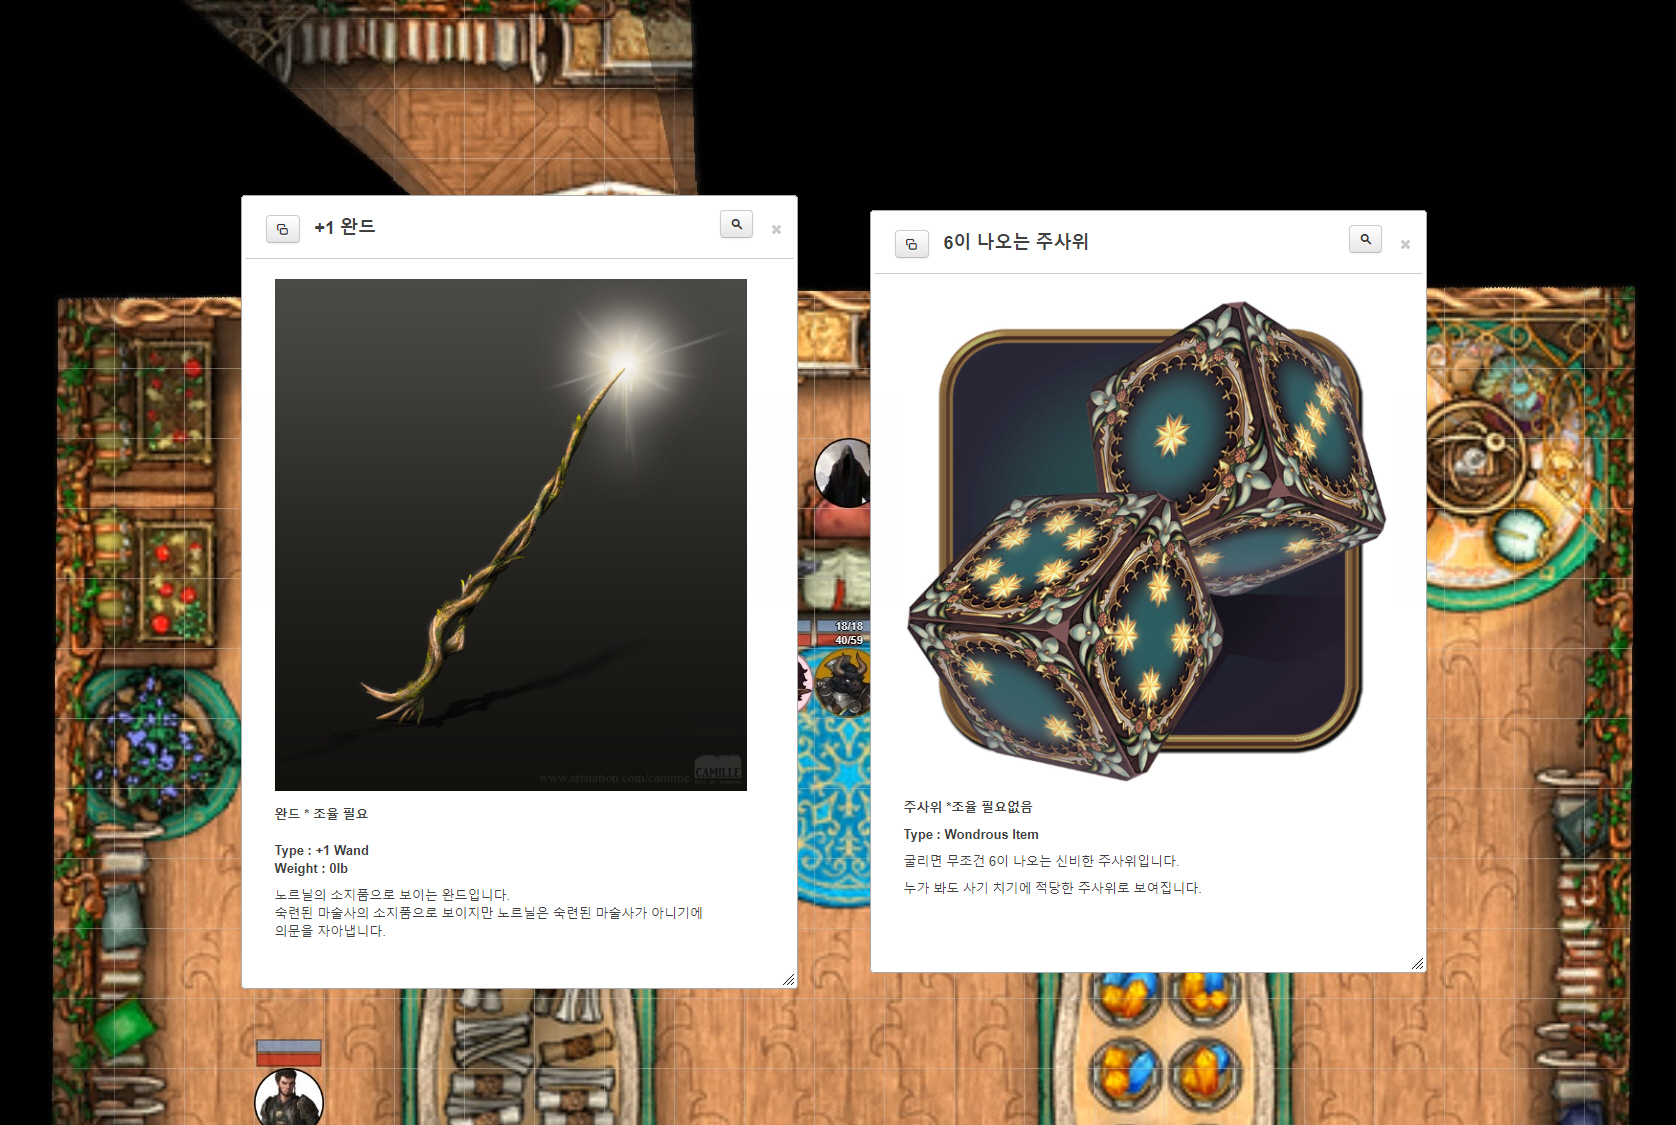 +1 완드
www.artstation.com/cammic
CAMILLE
완드 * 조율 필요
Type : +1 Wand
Weight : 0lb
노르닐의 소지품으로 보이는 완드입니다.
숙련된 마술사의 소지품으로 보이지만 노르닐은 숙련된 마술사가 아니기에
의문을 자아냅니다.
18/18
40/59
6이 나오는 주사위
주사위 *조율 필요없음
Type : Wondrous Item
굴리면 무조건 6이 나오는 신비한 주사위입니다.
누가 봐도 사기 치기에 적당한 주사위로 보여집니다.